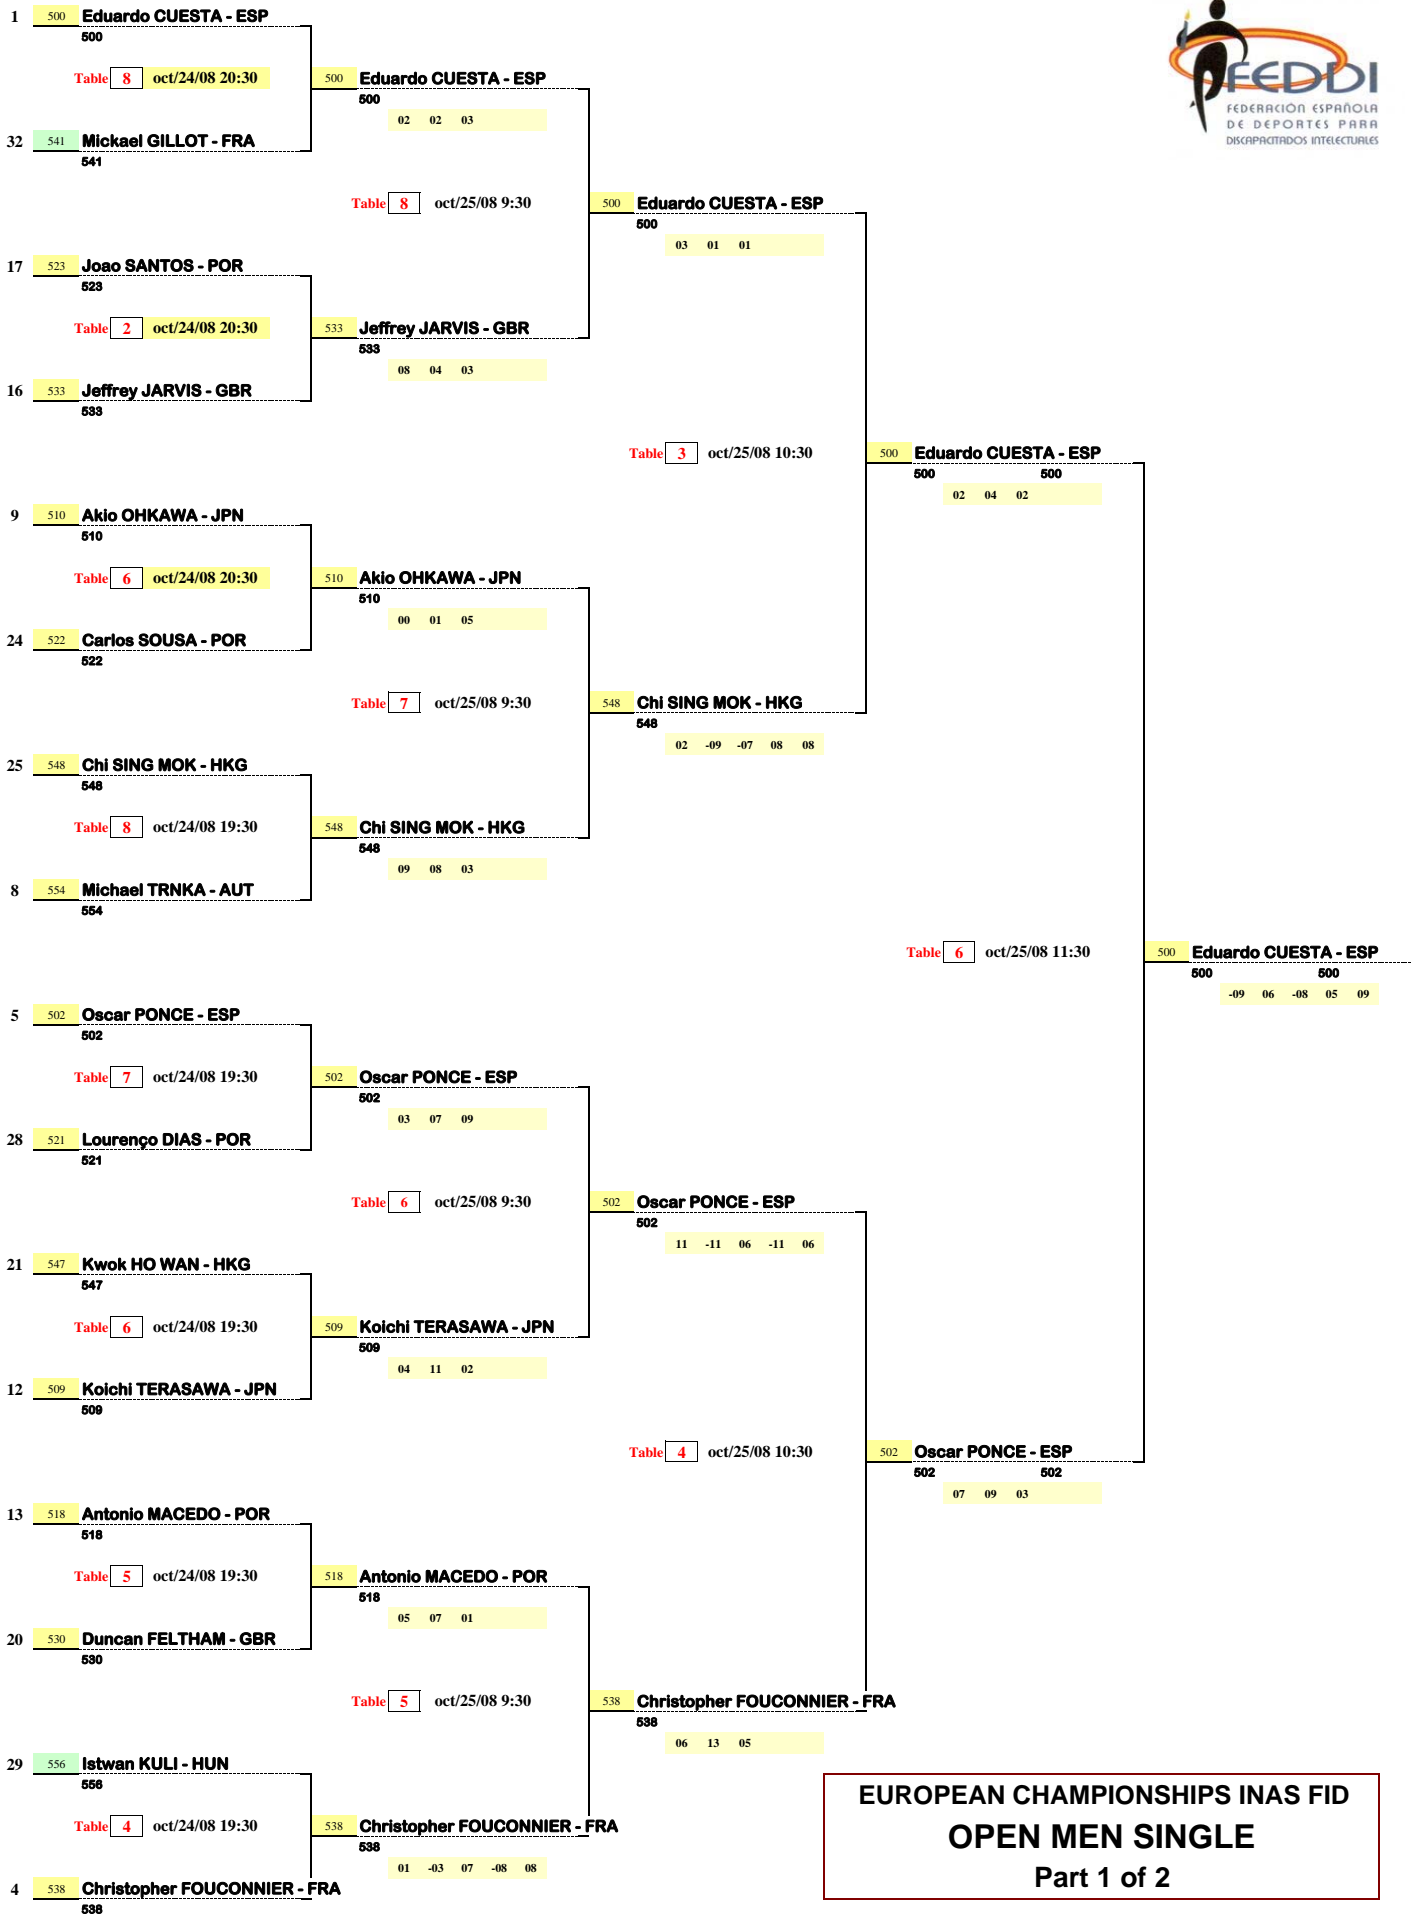 1 500 Eduardo CUESTA - ESP
500
Table 8 oct/24/08 20:30 500 Eduardo CUESTA - ESP
500
02 02 03
32 541 Mickael GILLOT - FRA
541
FEDDI
FEDERACIÓN ESPAÑOLA
DE DEPORTES PARA
DISCAPACITADOS INTELECTUALES
Table 8 oct/25/08 9:30 500 Eduardo CUESTA - ESP
500
03 01 01
17 523 Joao SANTOS - POR
523
Table 2 oct/24/08 20:30 533 Jeffrey JARVIS - GBR
533
08 04 03
16 533 Jeffrey JARVIS - GBR
533
Table 3 oct/25/08 10:30 500 Eduardo CUESTA - ESP
500 500
02 04 02
9 510 Akio OHKAWA - JPN
510
Table 6 oct/24/08 20:30 510 Akio OHKAWA - JPN
510
00 01 05
24 522 Carlos SOUSA - POR
522
Table 7 oct/25/08 9:30 548 Chi SING MOK - HKG
548
02 -09 -07 08 08
25 548 Chi SING MOK - HKG
548
Table 8 oct/24/08 19:30 548 Chi SING MOK - HKG
548
09 08 03
8 554 Michael TRNKA - AUT
554
Table 6 oct/25/08 11:30 500 Eduardo CUESTA - ESP
500 500
-09 06 -08 05 09
5 502 Oscar PONCE - ESP
502
Table 7 oct/24/08 19:30 502 Oscar PONCE - ESP
502
03 07 09
28 521 Lourenço DIAS - POR
521
Table 6 oct/25/08 9:30 502 Oscar PONCE - ESP
502
11 -11 06 -11 06
21 547 Kwok HO WAN - HKG
547
Table 6 oct/24/08 19:30 509 Koichi TERASAWA - JPN
509
04 11 02
12 509 Koichi TERASAWA - JPN
509
Table 4 oct/25/08 10:30 502 Oscar PONCE - ESP
502 502
07 09 03
13 518 Antonio MACEDO - POR
518
Table 5 oct/24/08 19:30 518 Antonio MACEDO - POR
518
05 07 01
20 530 Duncan FELTHAM - GBR
530
Table 5 oct/25/08 9:30 538 Christopher FOUCONNIER - FRA
538
06 13 05
29 556 Istwan KULI - HUN
556
Table 4 oct/24/08 19:30 538 Christopher FOUCONNIER - FRA
538
01 -03 07 -08 08
4 538 Christopher FOUCONNIER - FRA
538
EUROPEAN CHAMPIONSHIPS INAS FID
OPEN MEN SINGLE
Part 1 of 2